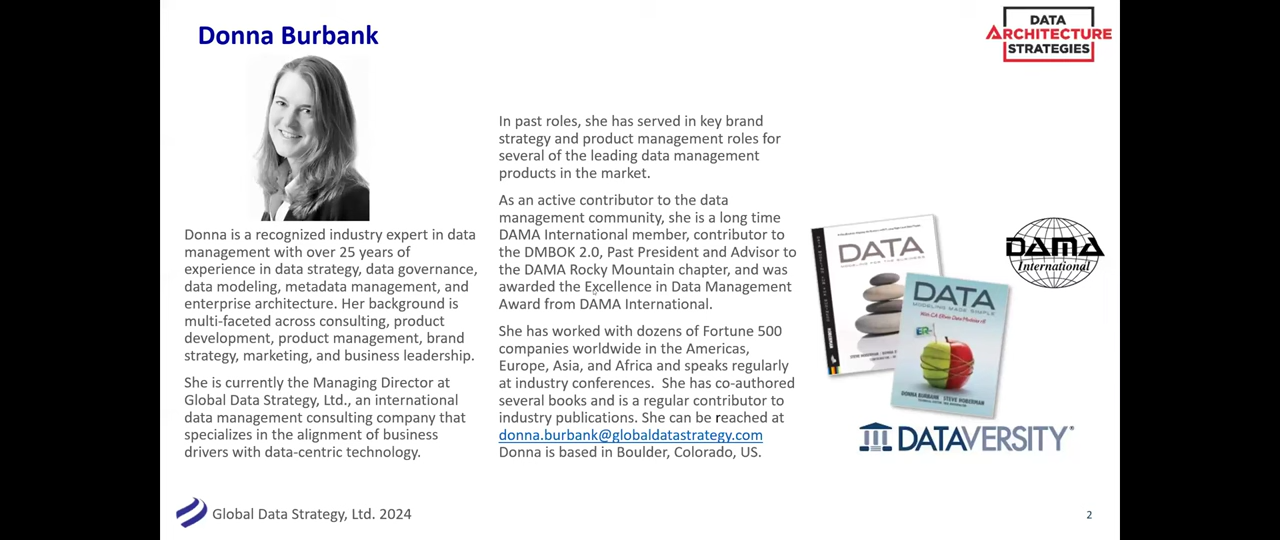 Donna Burbank
DATA
ARCHITECTURE
STRATEGIES
Donna is a recognized industry expert in data
management with over 25 years of
experience in data strategy, data governance,
data modeling, metadata management, and
enterprise architecture. Her background is
multi-faceted across consulting, product
development, product management, brand
strategy, marketing, and business leadership.
She is currently the Managing Director at
Global Data Strategy, Ltd., an international
data management consulting company that
specializes in the alignment of business
drivers with data-centric technology.
In past roles, she has served in key brand
strategy and product management roles for
several of the leading data management
products in the market.
As an active contributor to the data
management community, she is a long time
DAMA International member, contributor to
the DMBOK 2.0, Past President and Advisor to
the DAMA Rocky Mountain chapter, and was
awarded the Excellence in Data Management
Award from DAMA International.
She has worked with dozens of Fortune 500
companies worldwide in the Americas,
Europe, Asia, and Africa and speaks regularly
at industry conferences. She has co-authored
several books and is a regular contributor to
industry publications. She can be reached at
donna.burbank@globaldatastrategy.com
Donna is based in Boulder, Colorado, US.
DATA
MODELING FOR THE BUSINESS
STEVE HOBERMAN
DATA
MODELING MADE SIMPLE
DONNA BURBANK STEVE HOBERMAN
DAMA
International
DATAVERSITY
Global Data Strategy, Ltd. 2024
2